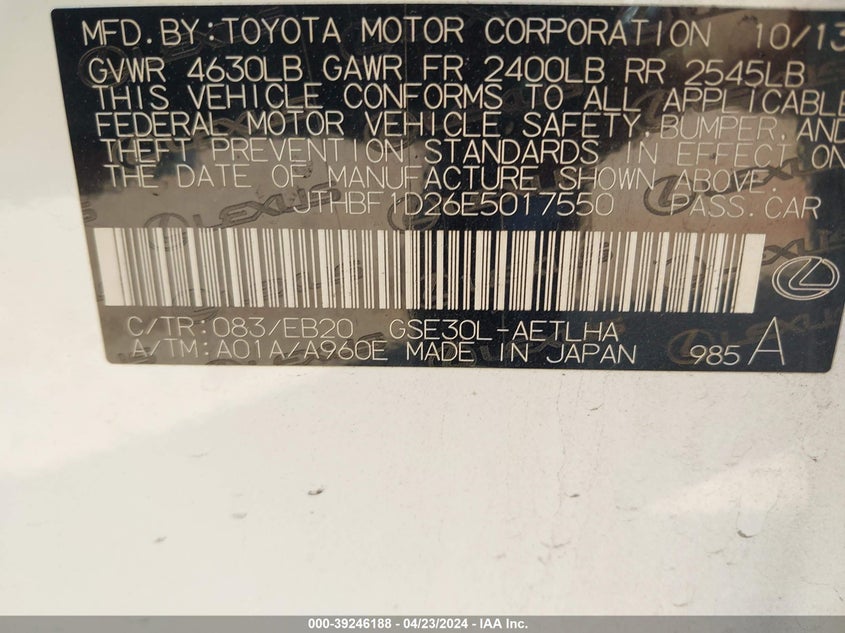 MFD. BY: TOYOTA MOTOR CORPORATION 10/13
GVWR 4630LB GAWR FR 2400LB RR 2545LB
THIS VEHICLE CONFORMS TO ALL APPLICABLE
FEDERAL MOTOR VEHICLE SAFETY, BUMPER, AND
THEFT PREVENTION STANDARDS IN EFFECT ON
THE DATE OF MANUFACTURE SHOWN ABOVE.
JTHBF1D26E5017550 PASS. CAR
C/TR: 083/EB20 GSE30L-AETLHA
A/TM: A01A/A960E MADE IN JAPAN 985 A
000-39246188 - 04/23/2024 - IAA Inc.